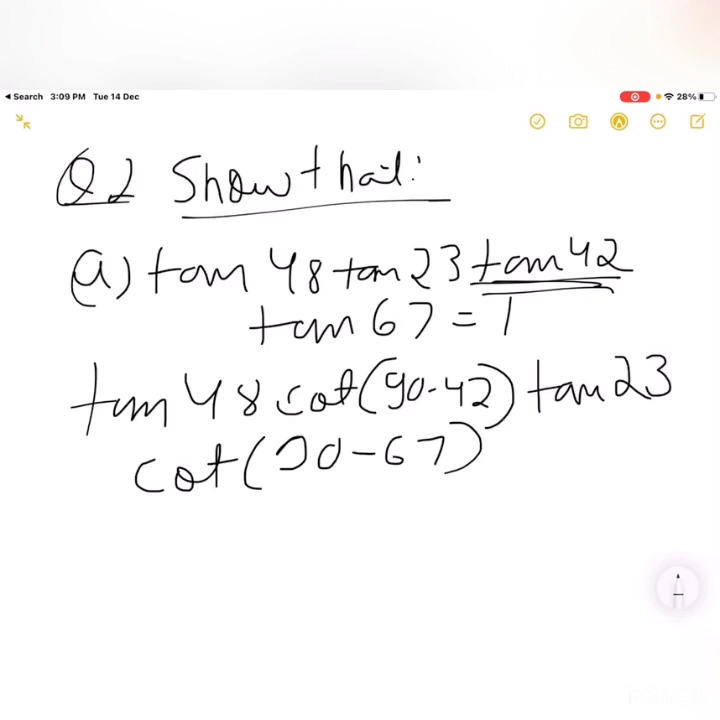 Search 3:09 PM Tue 14 Dec 28%
Q2 Show that:
(a) tan 48 tan 23 tan 42
tan 67 = 1
tan 48 cot(90-42) tan 23
cot(90-67)